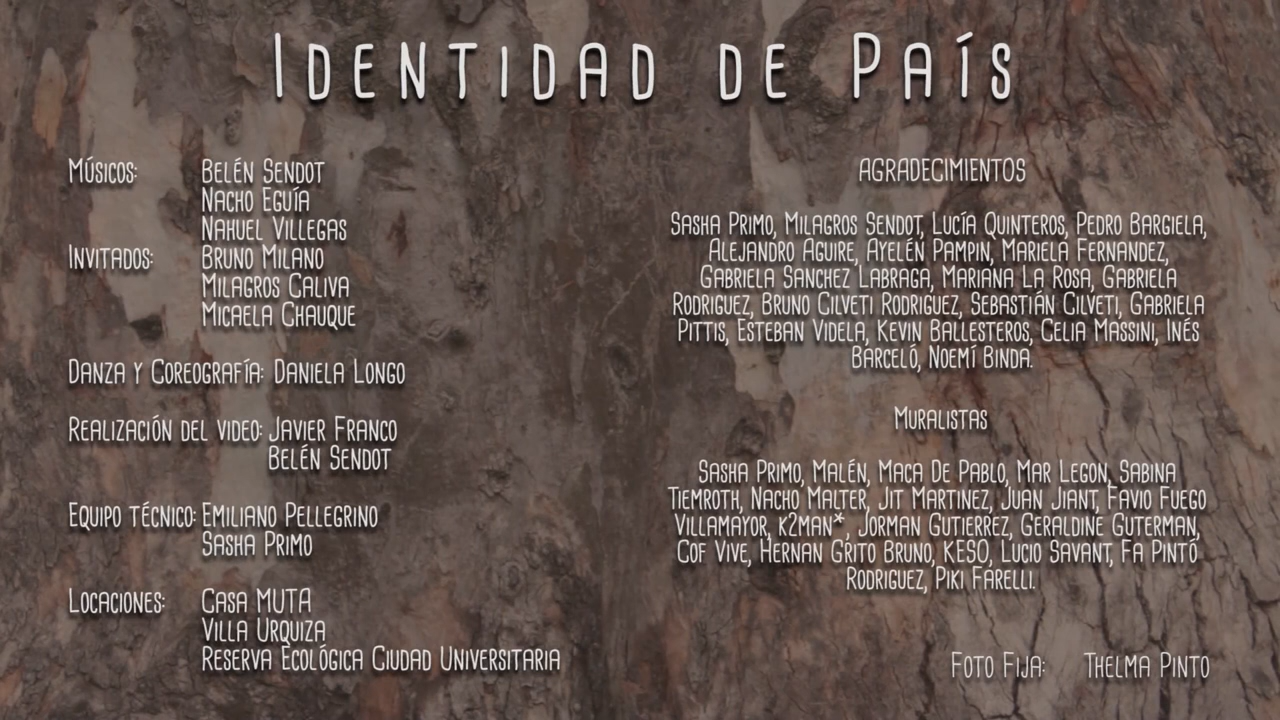 Identidad de País
Músicos: Belén Sendot
Nacho Eguía
Nahuel Villegas
Invitados: Bruno Milano
Milagros Caliva
Micaela Chauque
Danza y Coreografía: Daniela Longo
Realización del video: Javier Franco
Belén Sendot
Equipo técnico: Emiliano Pellegrino
Sasha Primo
Locaciones: Casa MUTA
Villa Urquiza
Reserva Ecológica Ciudad Universitaria
AGRADECIMIENTOS
Sasha Primo, Milagros Sendot, Lucía Quinteros, Pedro Bargiela,
Alejandro Aguire, Ayelén Pampin, Mariela Fernandez,
Gabriela Sanchez Labraga, Mariana La Rosa, Gabriela
Rodriguez, Bruno Cilveti Rodriguez, Sebastián Cilveti, Gabriela
Pittis, Esteban Videla, Kevin Ballesteros, Celia Massini, Inés
Barceló, Noemí Binda.
Muralistas
Sasha Primo, Malén, Maca De Pablo, Mar Legon, Sabina
Tiemroth, Nacho Malter, Jit Martinez, Juan Jiant, Favio Fuego
Villamayor, k2man*, Jorman Gutierrez, Geraldine Guterman,
Cof Vive, Hernan Grito Bruno, KESO, Lucio Savant, Fa Pintó
Rodriguez, Piki Farelli.
Foto Fija: Thelma Pinto